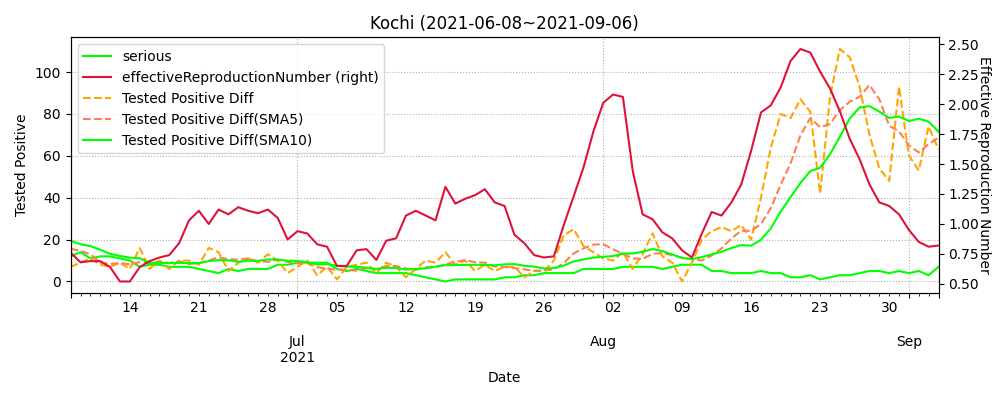 Kochi (2021-06-08~2021-09-06)
serious
effectiveReproductionNumber (right)
Tested Positive Diff
Tested Positive Diff(SMA5)
Tested Positive Diff(SMA10)
Tested Positive
100
80
60
40
20
0
2.50
2.25
2.00
1.75
1.50
1.25
1.00
0.75
0.50
Effective Reproduction Number
14 21 28 05 12 19 26 02 09 16 23 30
Jul Aug Sep
2021
Date